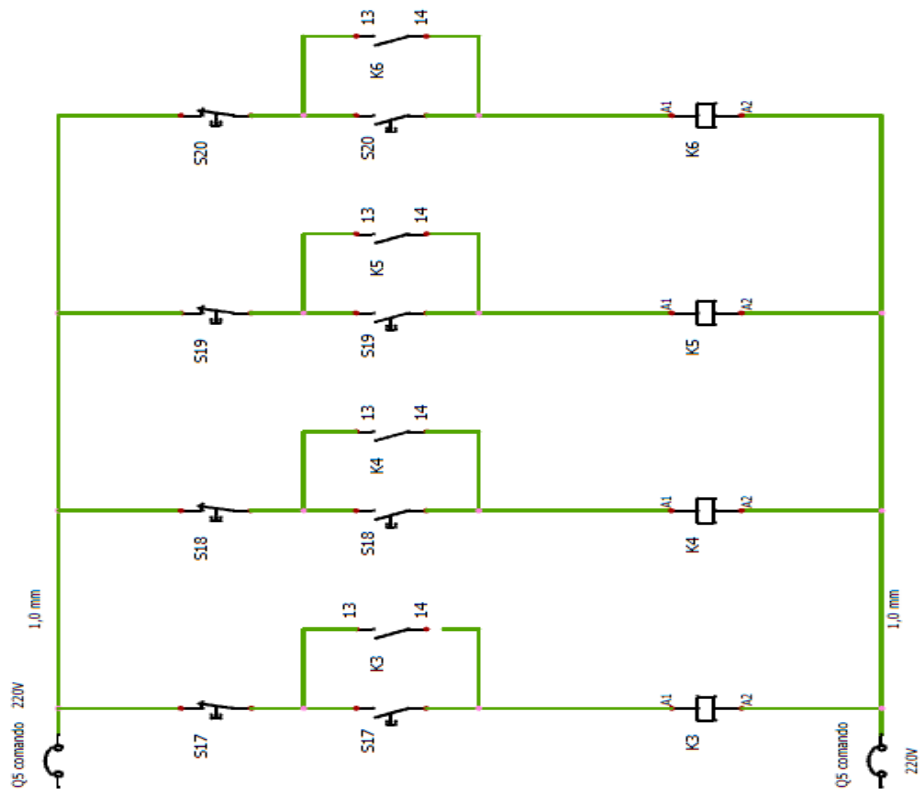 Q5 comando 220V
1,0 mm
S17
S18
S19
S20
13
13
13
13
S17
K3
S18
K4
S19
K5
S20
K6
14
14
14
14
A1
A1
A1
A1
K3
K4
K5
K6
A2
A2
A2
A2
Q5 comando
1,0 mm
220V